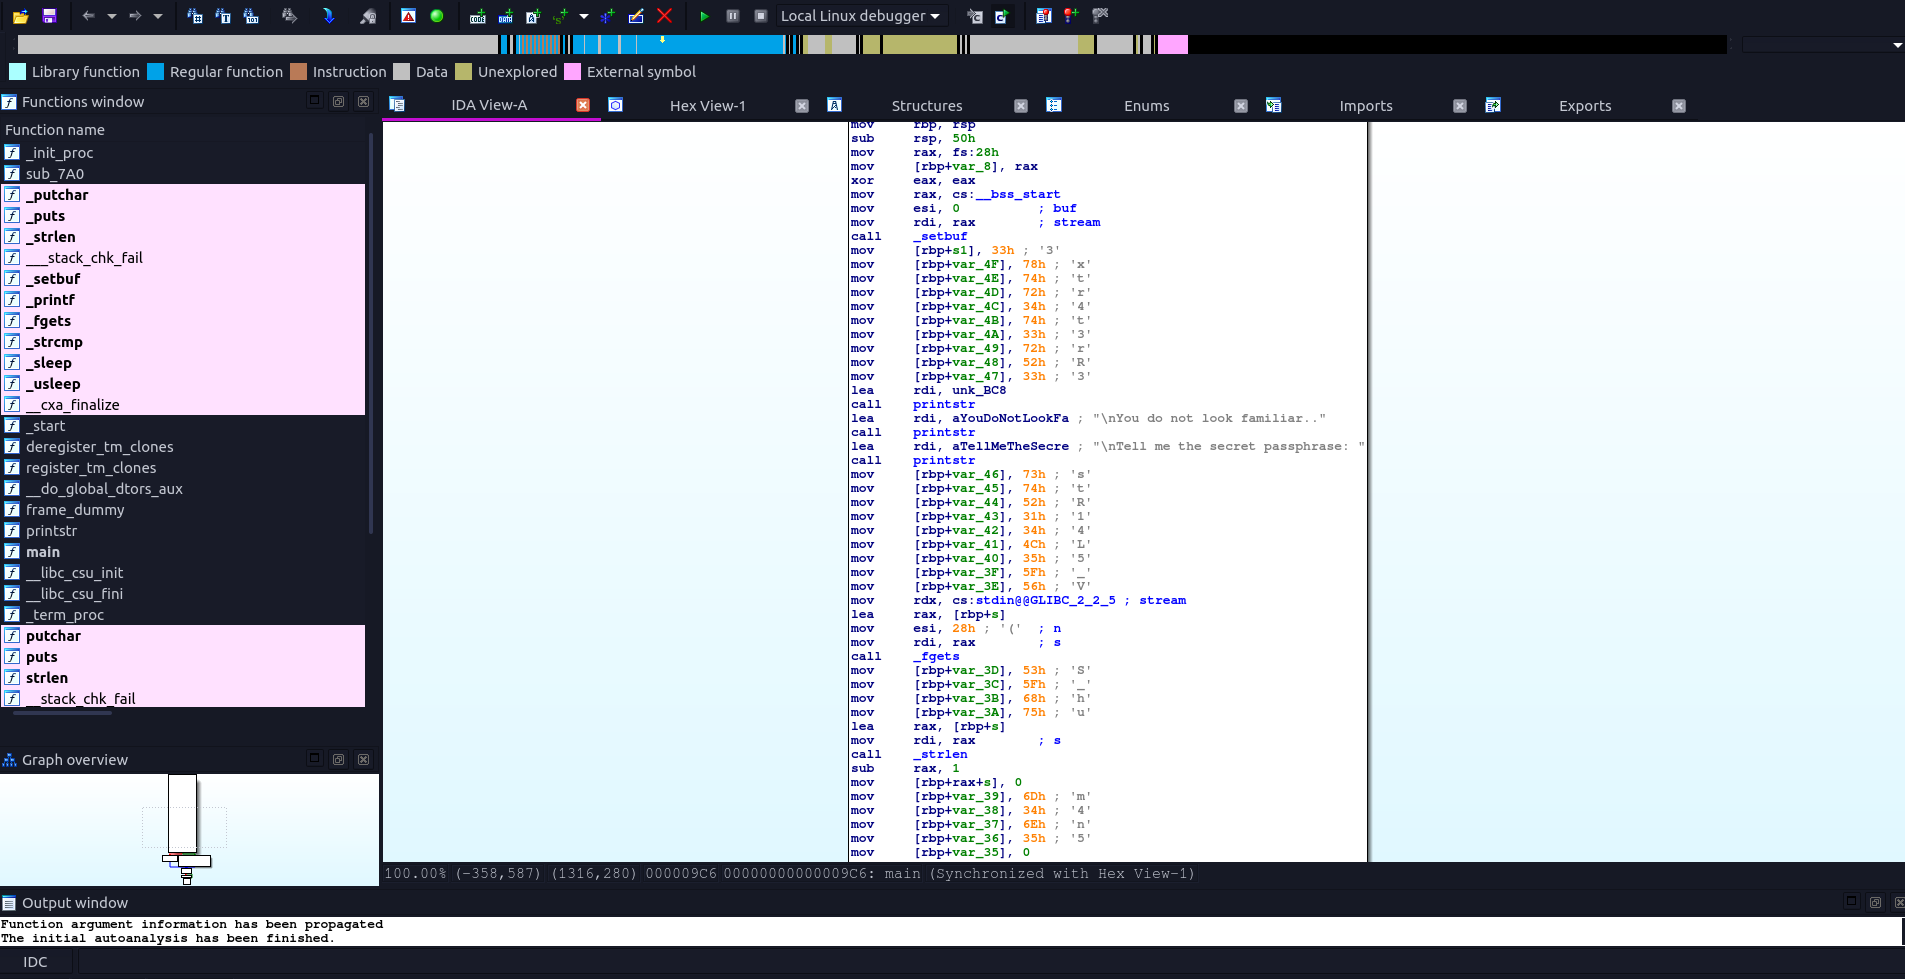 Local Linux debugger
Library function Regular function Instruction Data Unexplored External symbol
Functions window
IDA View-A Hex View-1 Structures Enums Imports Exports
Function name
_init_proc
sub_7A0
_putchar
_puts
_strlen
___stack_chk_fail
_setbuf
_printf
_fgets
_strcmp
_sleep
_usleep
__cxa_finalize
_start
deregister_tm_clones
register_tm_clones
__do_global_dtors_aux
frame_dummy
printstr
main
__libc_csu_init
__libc_csu_fini
_term_proc
putchar
puts
strlen
__stack_chk_fail
mov rbp, rsp
sub rsp, 50h
mov rax, fs:28h
mov [rbp+var_8], rax
xor eax, eax
mov rax, cs:__bss_start
mov esi, 0 ; buf
mov rdi, rax ; stream
call _setbuf
mov [rbp+s1], 33h ; '3'
mov [rbp+var_4F], 78h ; 'x'
mov [rbp+var_4E], 74h ; 't'
mov [rbp+var_4D], 72h ; 'r'
mov [rbp+var_4C], 34h ; '4'
mov [rbp+var_4B], 74h ; 't'
mov [rbp+var_4A], 33h ; '3'
mov [rbp+var_49], 72h ; 'r'
mov [rbp+var_48], 52h ; 'R'
mov [rbp+var_47], 33h ; '3'
lea rdi, unk_BC8
call printstr
lea rdi, aYouDoNotLookFa ; "\nYou do not look familiar.."
call printstr
lea rdi, aTellMeTheSecre ; "\nTell me the secret passphrase: "
call printstr
mov [rbp+var_46], 73h ; 's'
mov [rbp+var_45], 74h ; 't'
mov [rbp+var_44], 52h ; 'R'
mov [rbp+var_43], 31h ; '1'
mov [rbp+var_42], 34h ; '4'
mov [rbp+var_41], 4Ch ; 'L'
mov [rbp+var_40], 35h ; '5'
mov [rbp+var_3F], 5Fh ; '_'
mov [rbp+var_3E], 56h ; 'V'
mov rdx, cs:stdin@@GLIBC_2_2_5 ; stream
lea rax, [rbp+s]
mov esi, 28h ; '(' ; n
mov rdi, rax ; s
call _fgets
mov [rbp+var_3D], 53h ; 'S'
mov [rbp+var_3C], 5Fh ; '_'
mov [rbp+var_3B], 68h ; 'h'
mov [rbp+var_3A], 75h ; 'u'
lea rax, [rbp+s]
mov rdi, rax ; s
call _strlen
sub rax, 1
mov [rbp+rax+s], 0
mov [rbp+var_39], 6Dh ; 'm'
mov [rbp+var_38], 34h ; '4'
mov [rbp+var_37], 6Eh ; 'n'
mov [rbp+var_36], 35h ; '5'
mov [rbp+var_35], 0
Graph overview
100.00% (-358,587) (1316,280) 000009C6 00000000000009C6: main (Synchronized with Hex View-1)
Output window
Function argument information has been propagated
The initial autoanalysis has been finished.
IDC